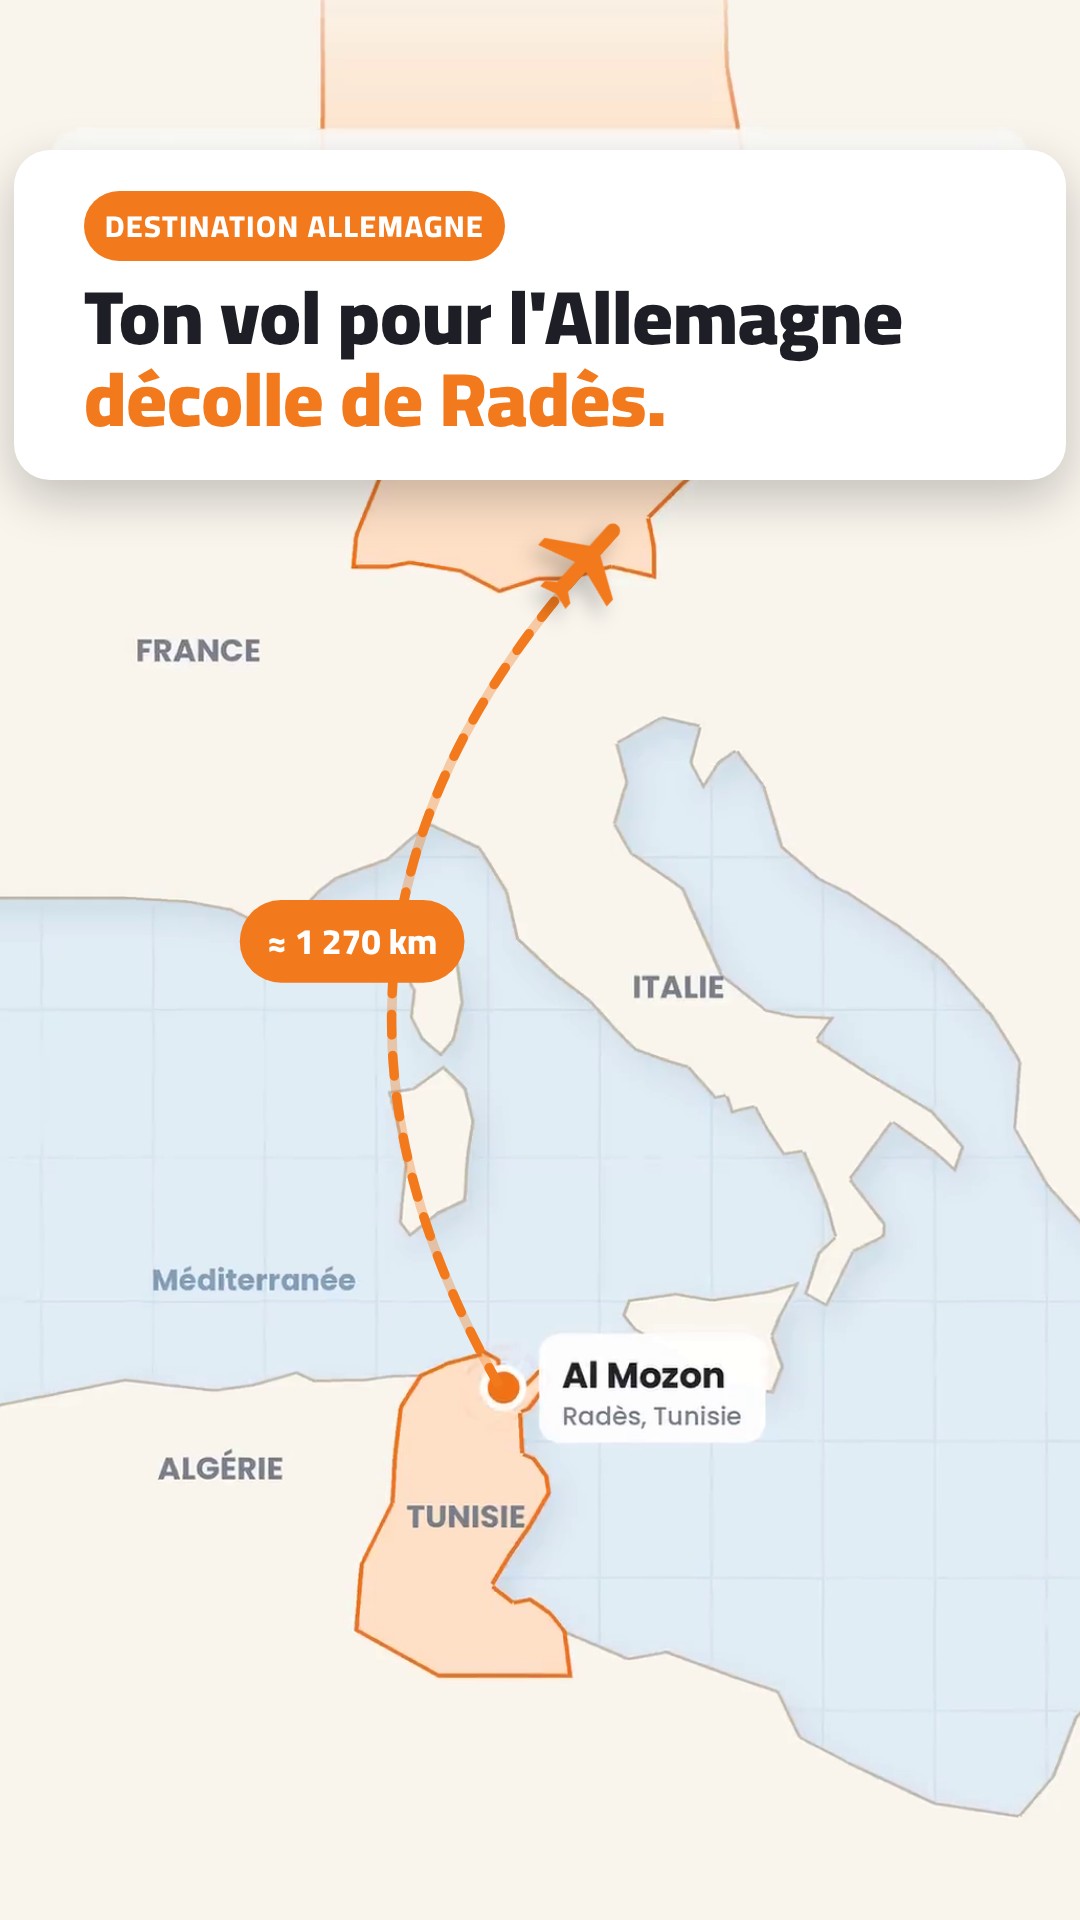 DESTINATION ALLEMAGNE
Ton vol pour l'Allemagne
décolle de Radès.
FRANCE
≈ 1 270 km
ITALIE
Méditerranée
Al Mozon
Radès, Tunisie
ALGÉRIE
TUNISIE